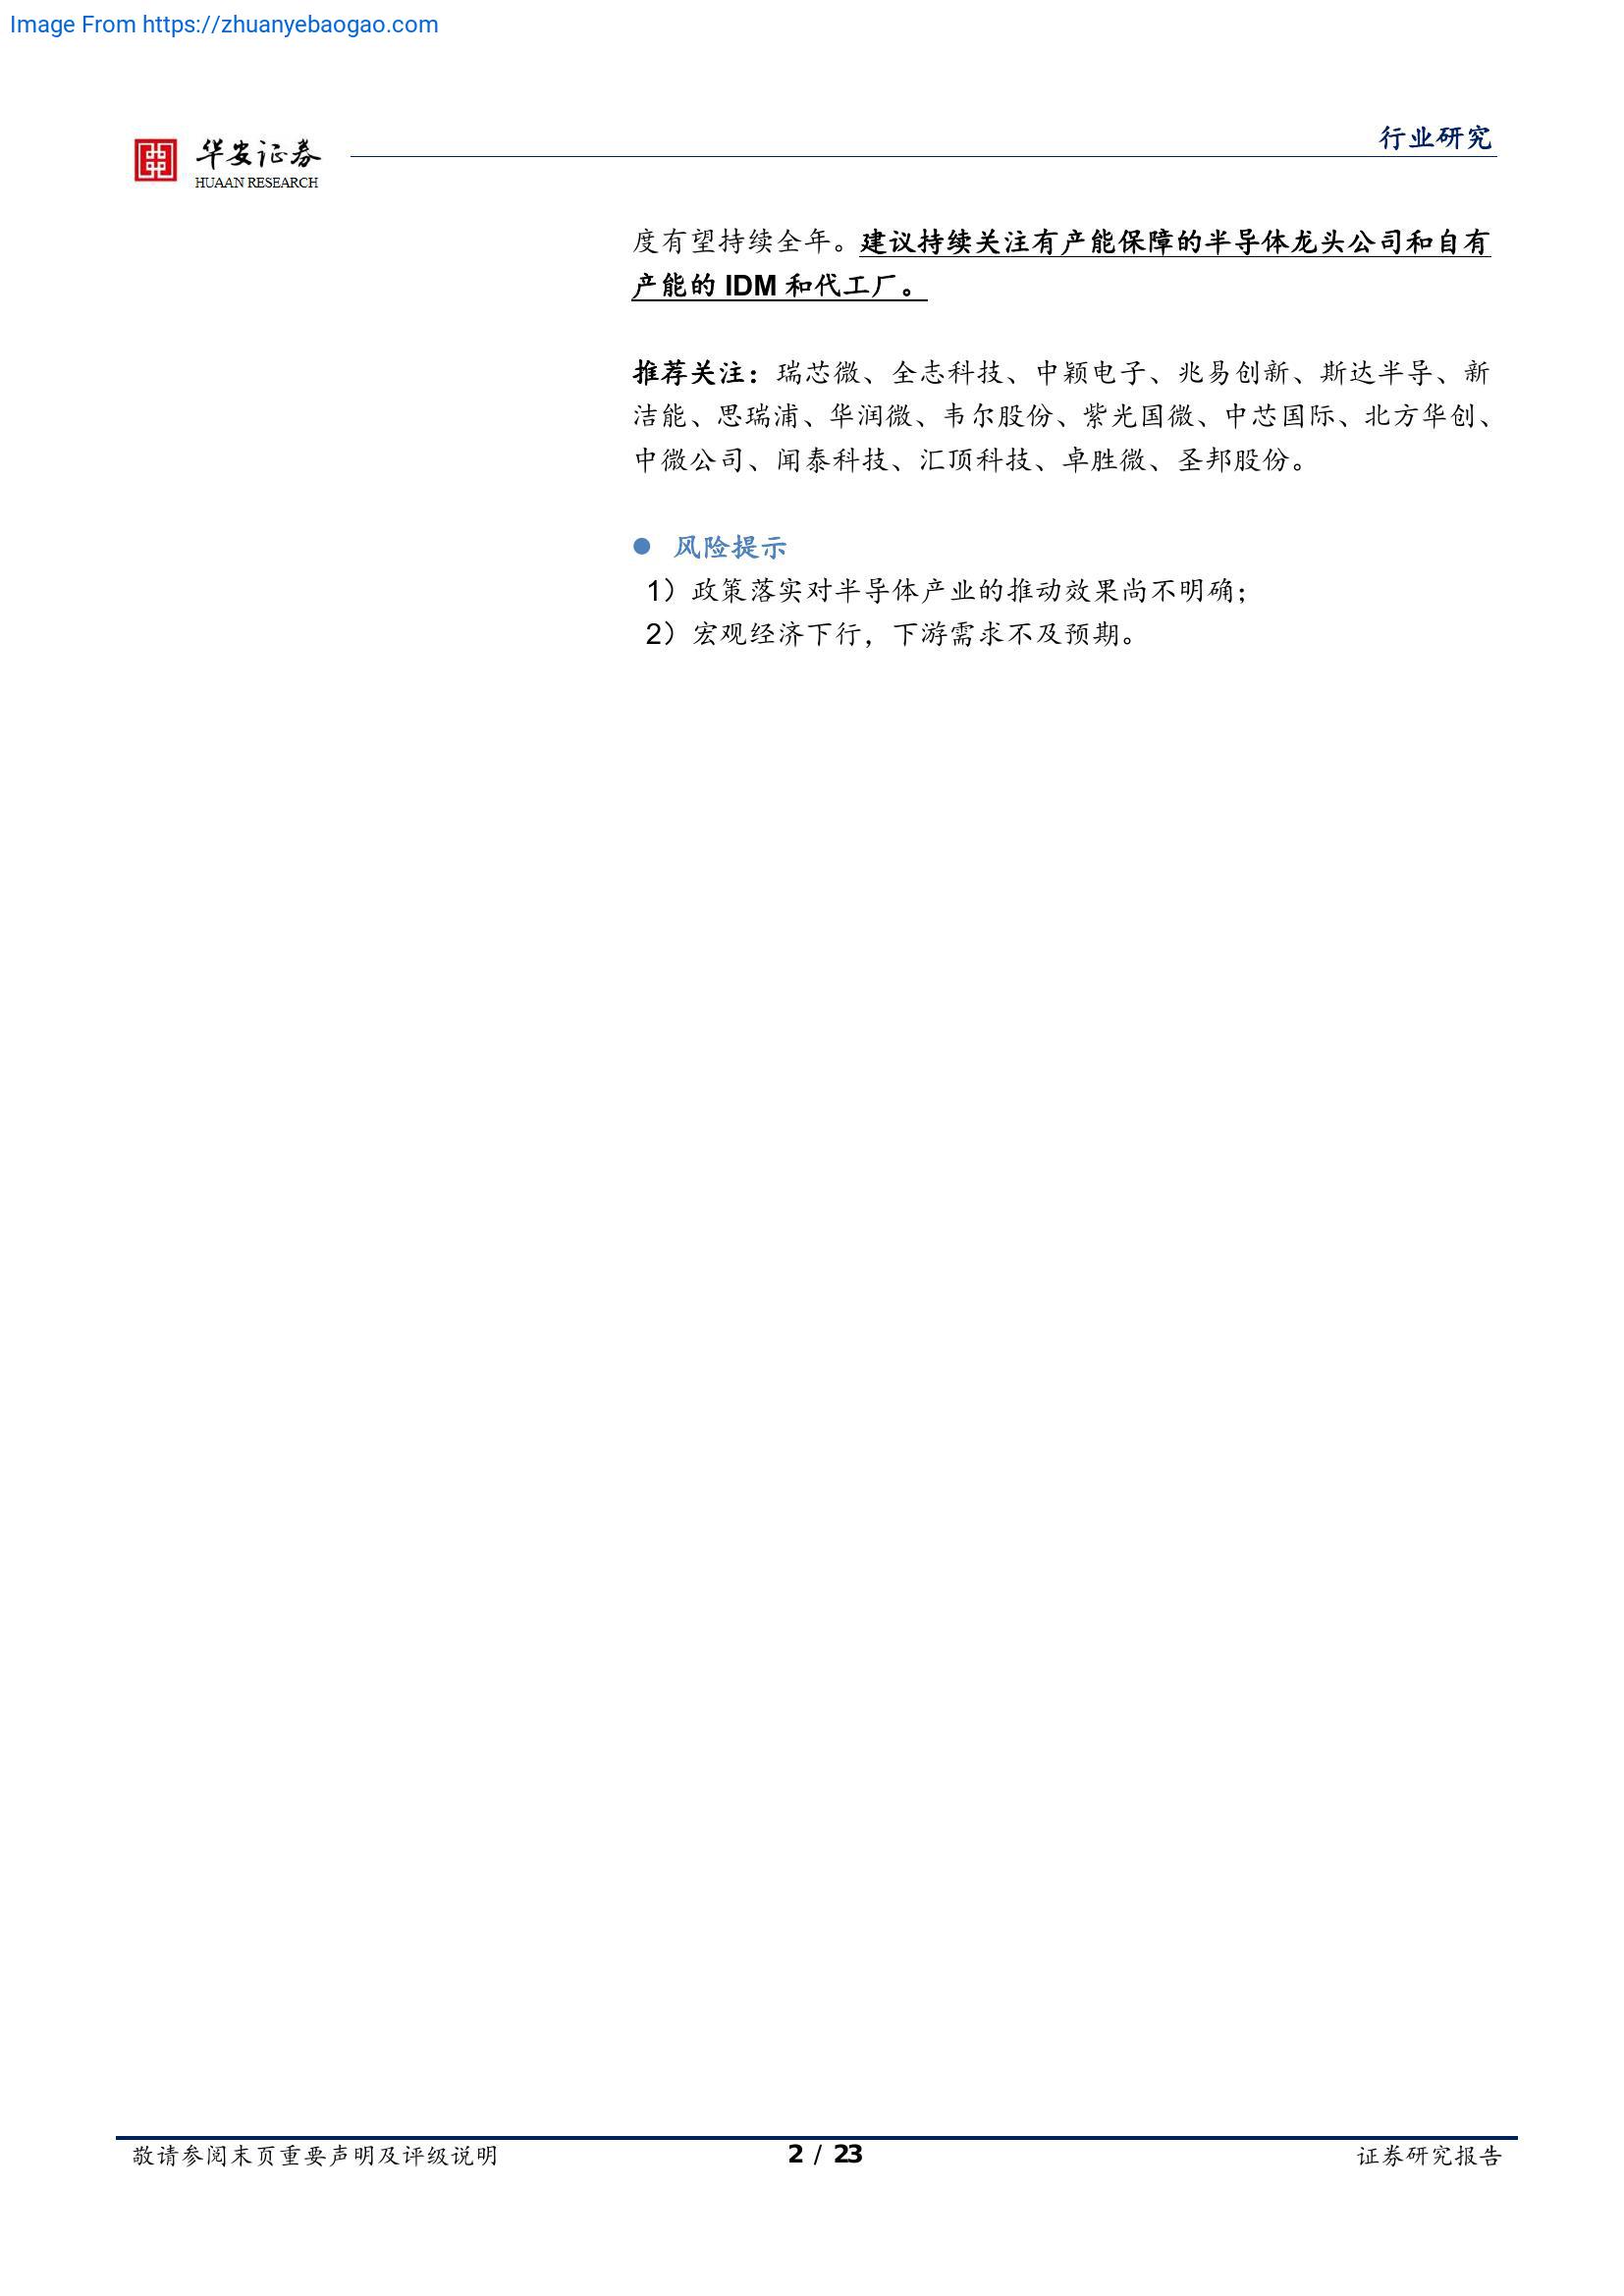 Image From https://zhuanyebaogao.com
行业研究
华安证券
HUAAN RESEARCH
度有望持续全年。建议持续关注有产能保障的半导体龙头公司和自有
产能的 IDM 和代工厂。
推荐关注：瑞芯微、全志科技、中颖电子、兆易创新、斯达半导、新
洁能、思瑞浦、华润微、韦尔股份、紫光国微、中芯国际、北方华创、
中微公司、闻泰科技、汇顶科技、卓胜微、圣邦股份。
● 风险提示
1）政策落实对半导体产业的推动效果尚不明确；
2）宏观经济下行，下游需求不及预期。
敬请参阅末页重要声明及评级说明
2 / 23
证券研究报告